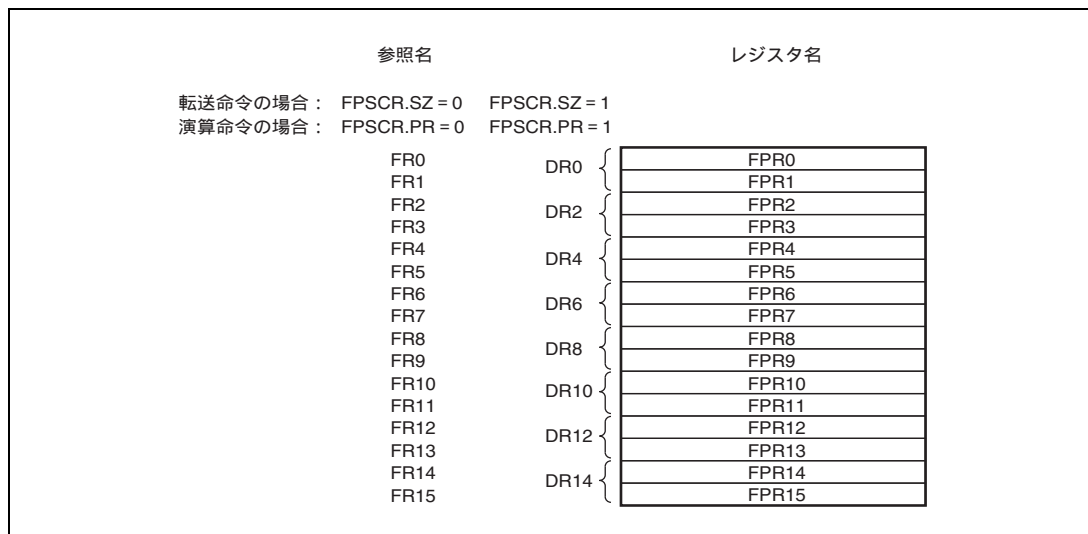 参照名 レジスタ名
転送命令の場合： FPSCR.SZ = 0 FPSCR.SZ = 1
演算命令の場合： FPSCR.PR = 0 FPSCR.PR = 1
FR0 DR0 FPR0
FR1 FPR1
FR2 DR2 FPR2
FR3 FPR3
FR4 DR4 FPR4
FR5 FPR5
FR6 DR6 FPR6
FR7 FPR7
FR8 DR8 FPR8
FR9 FPR9
FR10 DR10 FPR10
FR11 FPR11
FR12 DR12 FPR12
FR13 FPR13
FR14 DR14 FPR14
FR15 FPR15